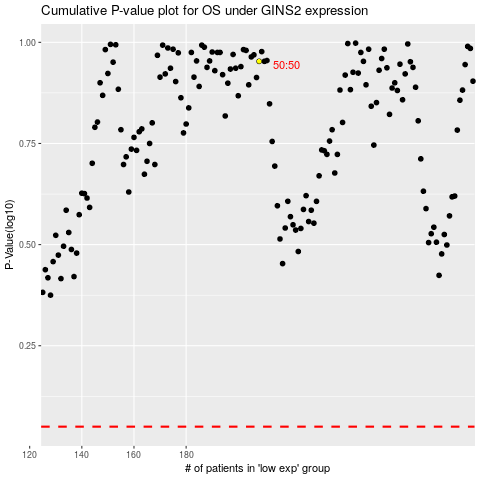 Cumulative P-value plot for OS under GINS2 expression
P-Value(log10)
1.00
0.75
0.50
0.25
50:50
120 140 160 180
# of patients in 'low exp' group